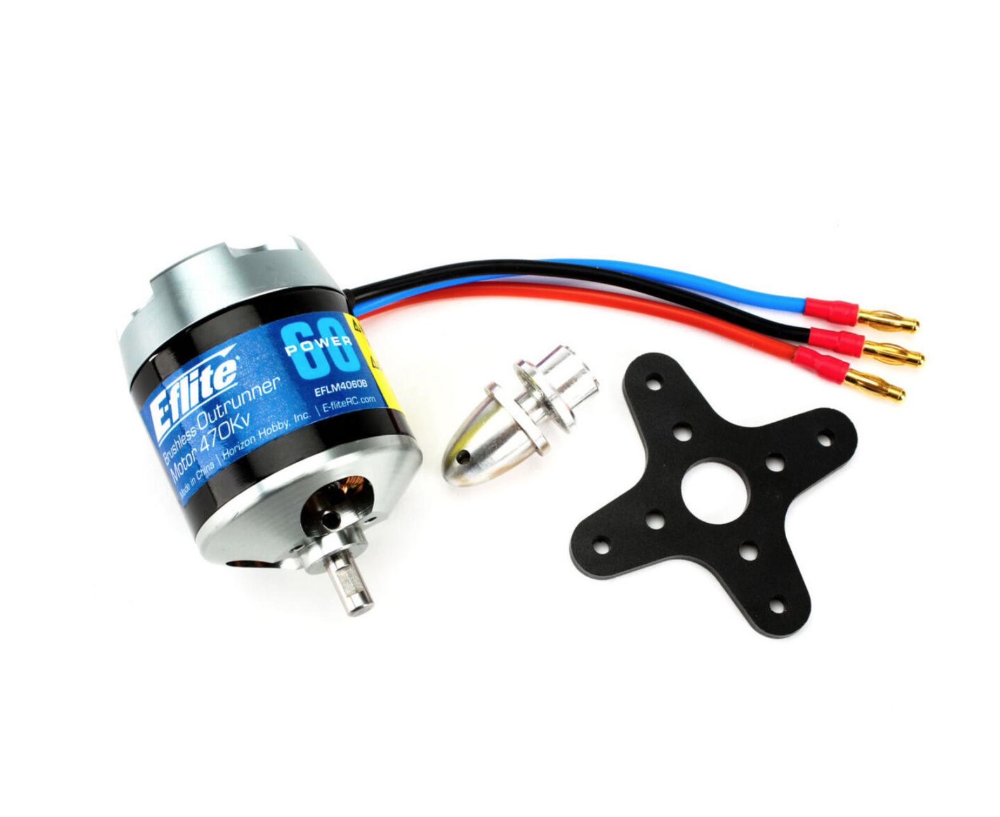 E-flite®
POWER
60
EFLM4060B
Brushless Outrunner
Motor 470Kv
Made in China | Horizon Hobby, Inc. | E-fliteRC.com